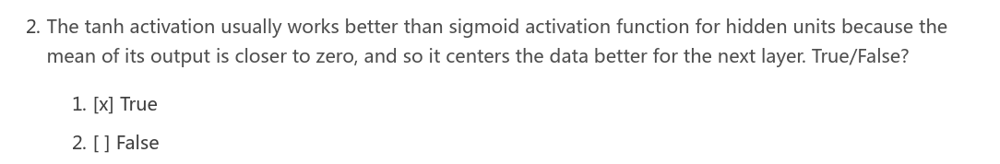 2. The tanh activation usually works better than sigmoid activation function for hidden units because the
mean of its output is closer to zero, and so it centers the data better for the next layer. True/False?
1. [x] True
2. [ ] False